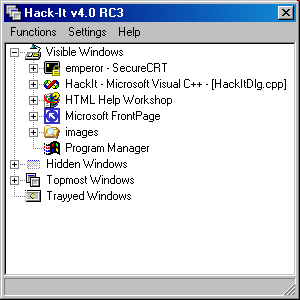 Hack-It v4.0 RC3
Functions Settings Help
Visible Windows
emperor - SecureCRT
HackIt - Microsoft Visual C++ - [HackItDlg.cpp]
HTML Help Workshop
Microsoft FrontPage
images
Program Manager
Hidden Windows
Topmost Windows
Trayyed Windows